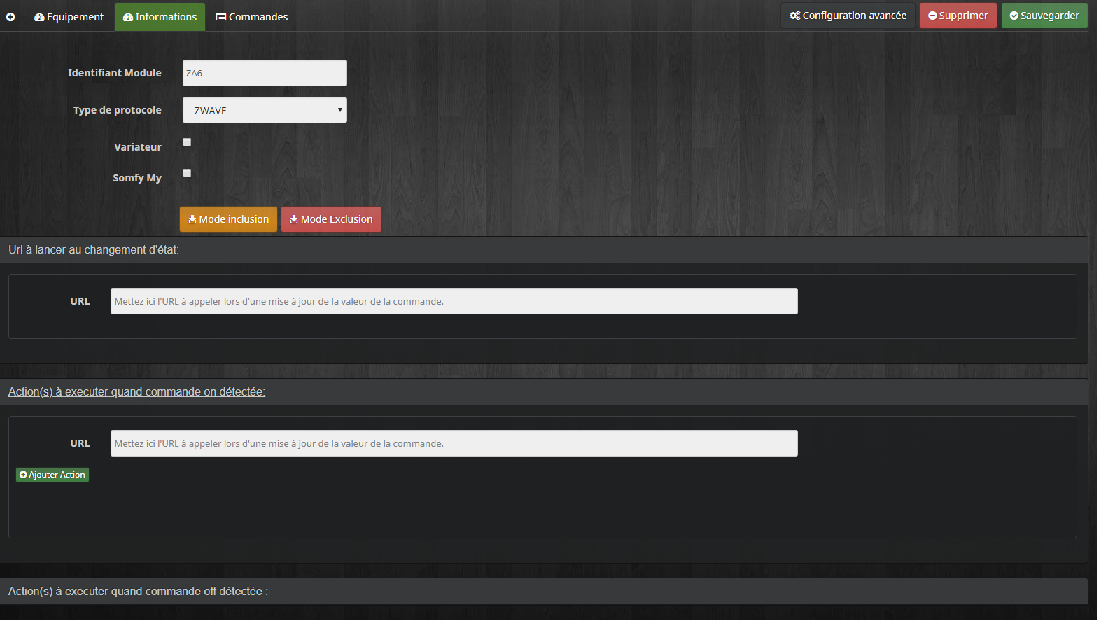 Equipement Informations Commandes Configuration avancée Supprimer Sauvegarder
Identifiant Module ZA6
Type de protocole ZWAVE
Variateur
Somfy My
Mode inclusion Mode Exclusion
Url à lancer au changement d'état:
URL Mettez ici l'URL à appeler lors d'une mise à jour de la valeur de la commande.
Action(s) à executer quand commande on détectée:
URL Mettez ici l'URL à appeler lors d'une mise à jour de la valeur de la commande.
Ajouter Action
Action(s) à executer quand commande off détectée :